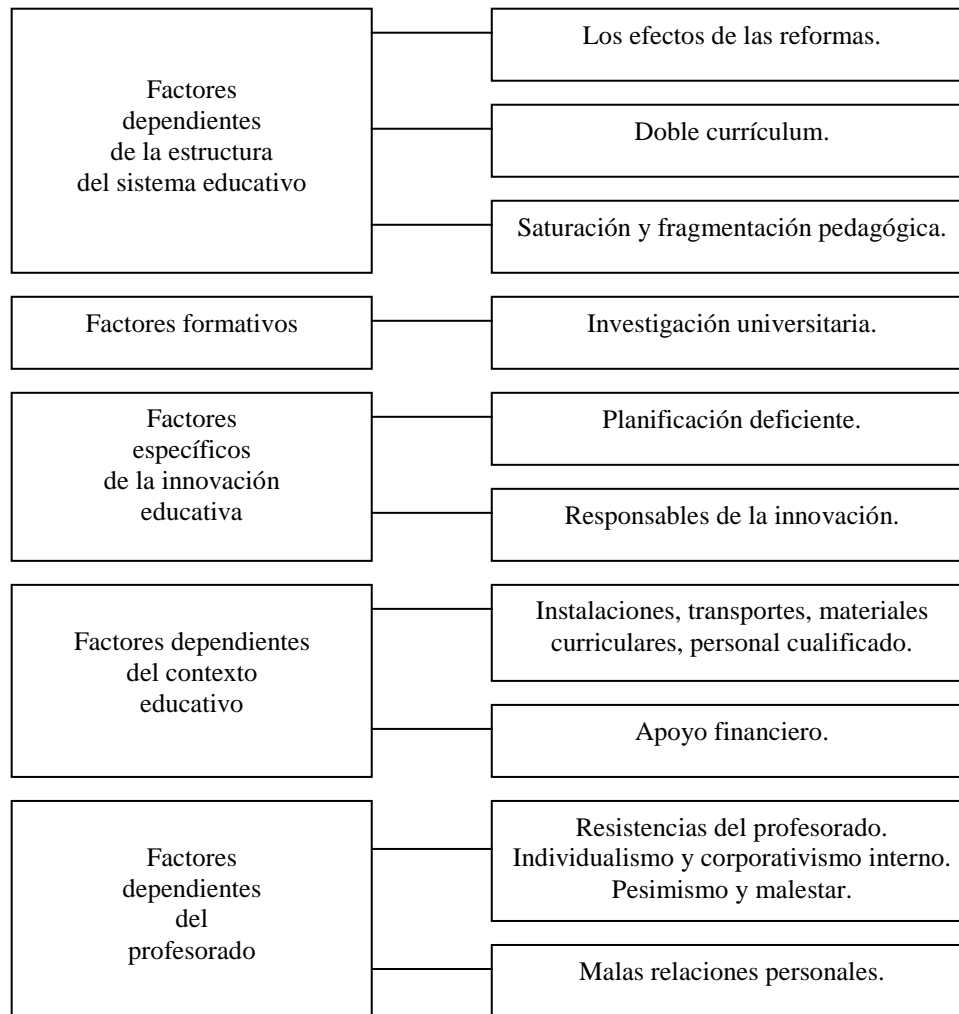 Factores
dependientes
de la estructura
del sistema educativo
Los efectos de las reformas.
Doble currículum.
Saturación y fragmentación pedagógica.
Factores formativos
Investigación universitaria.
Factores
específicos
de la innovación
educativa
Planificación deficiente.
Responsables de la innovación.
Factores dependientes
del contexto
educativo
Instalaciones, transportes, materiales
curriculares, personal cualificado.
Apoyo financiero.
Factores
dependientes
del
profesorado
Resistencias del profesorado.
Individualismo y corporativismo interno.
Pesimismo y malestar.
Malas relaciones personales.